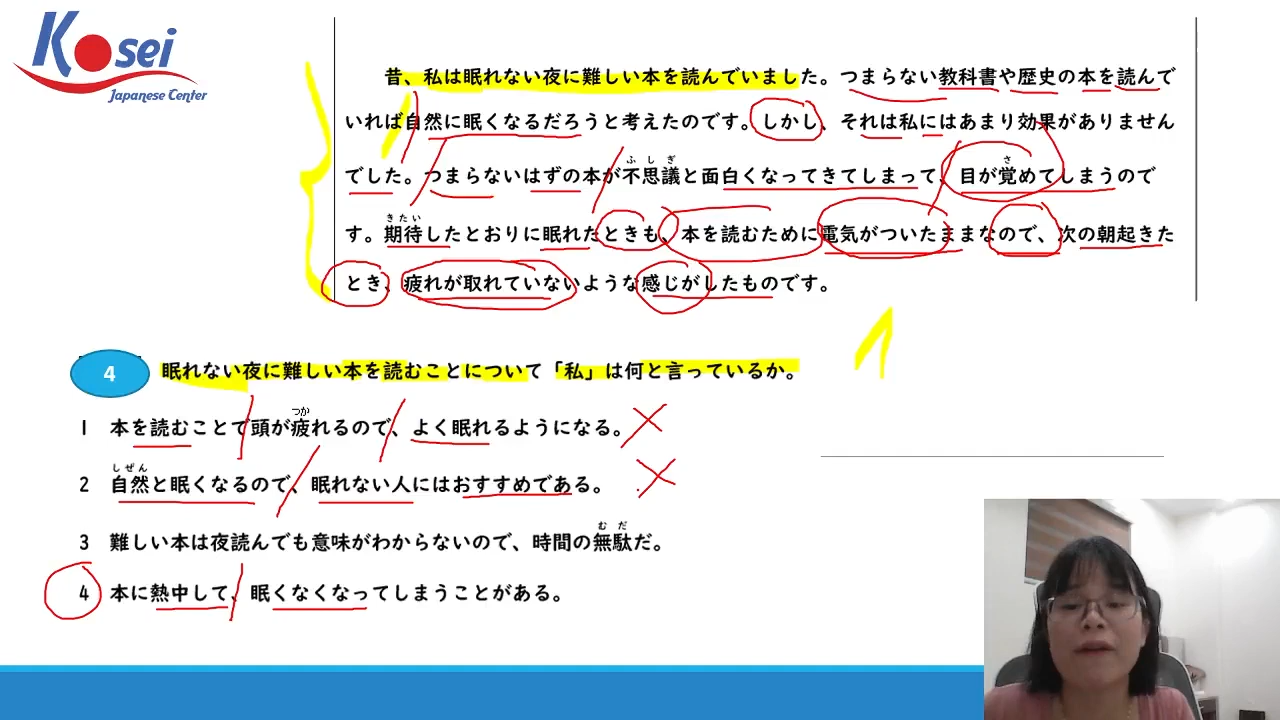 Kosei
Japanese Center
昔、私は眠れない夜に難しい本を読んでいました。つまらない教科書や歴史の本を読んで
いれば自然に眠くなるだろうと考えたのです。しかし、それは私にはあまり効果がありません
ふしぎ
さ
でした。つまらないはずの本が不思議と面白くなってきてしまって、目が覚めてしまうので
きたい
す。期待したとおりに眠れたときも、本を読むために電気がついたままなので、次の朝起きた
とき、疲れが取れていないような感じがしたものです。
4
眠れない夜に難しい本を読むことについて「私」は何と言っているか。
つか
1 本を読むことで頭が疲れるので、よく眠れるようになる。
しぜん
2 自然と眠くなるので、眠れない人にはおすすめである。
むだ
3 難しい本は夜読んでも意味がわからないので、時間の無駄だ。
4 本に熱中して、眠くなくなってしまうことがある。